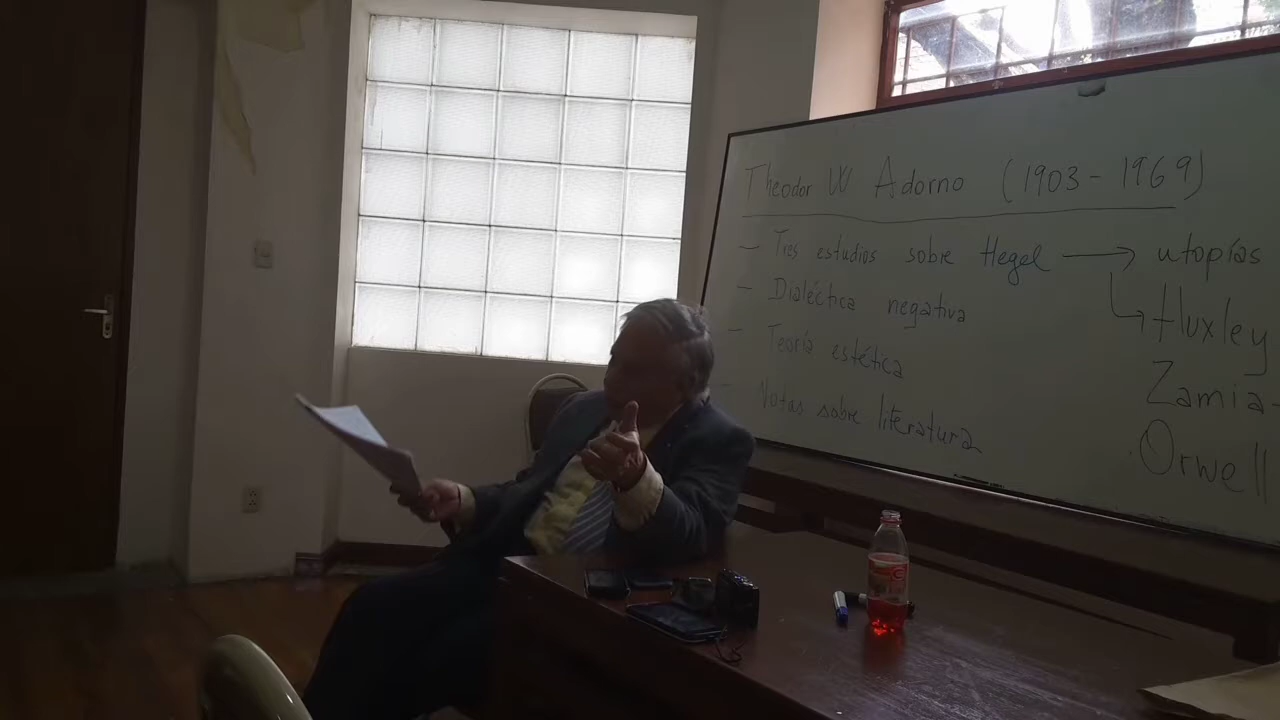 Theodor W Adorno (1903-1969)
- Tres estudios sobre Hegel → utopías
- Dialéctica negativa
Huxley
- Teoría estética
Zamia-
- Notas sobre literatura
Orwell